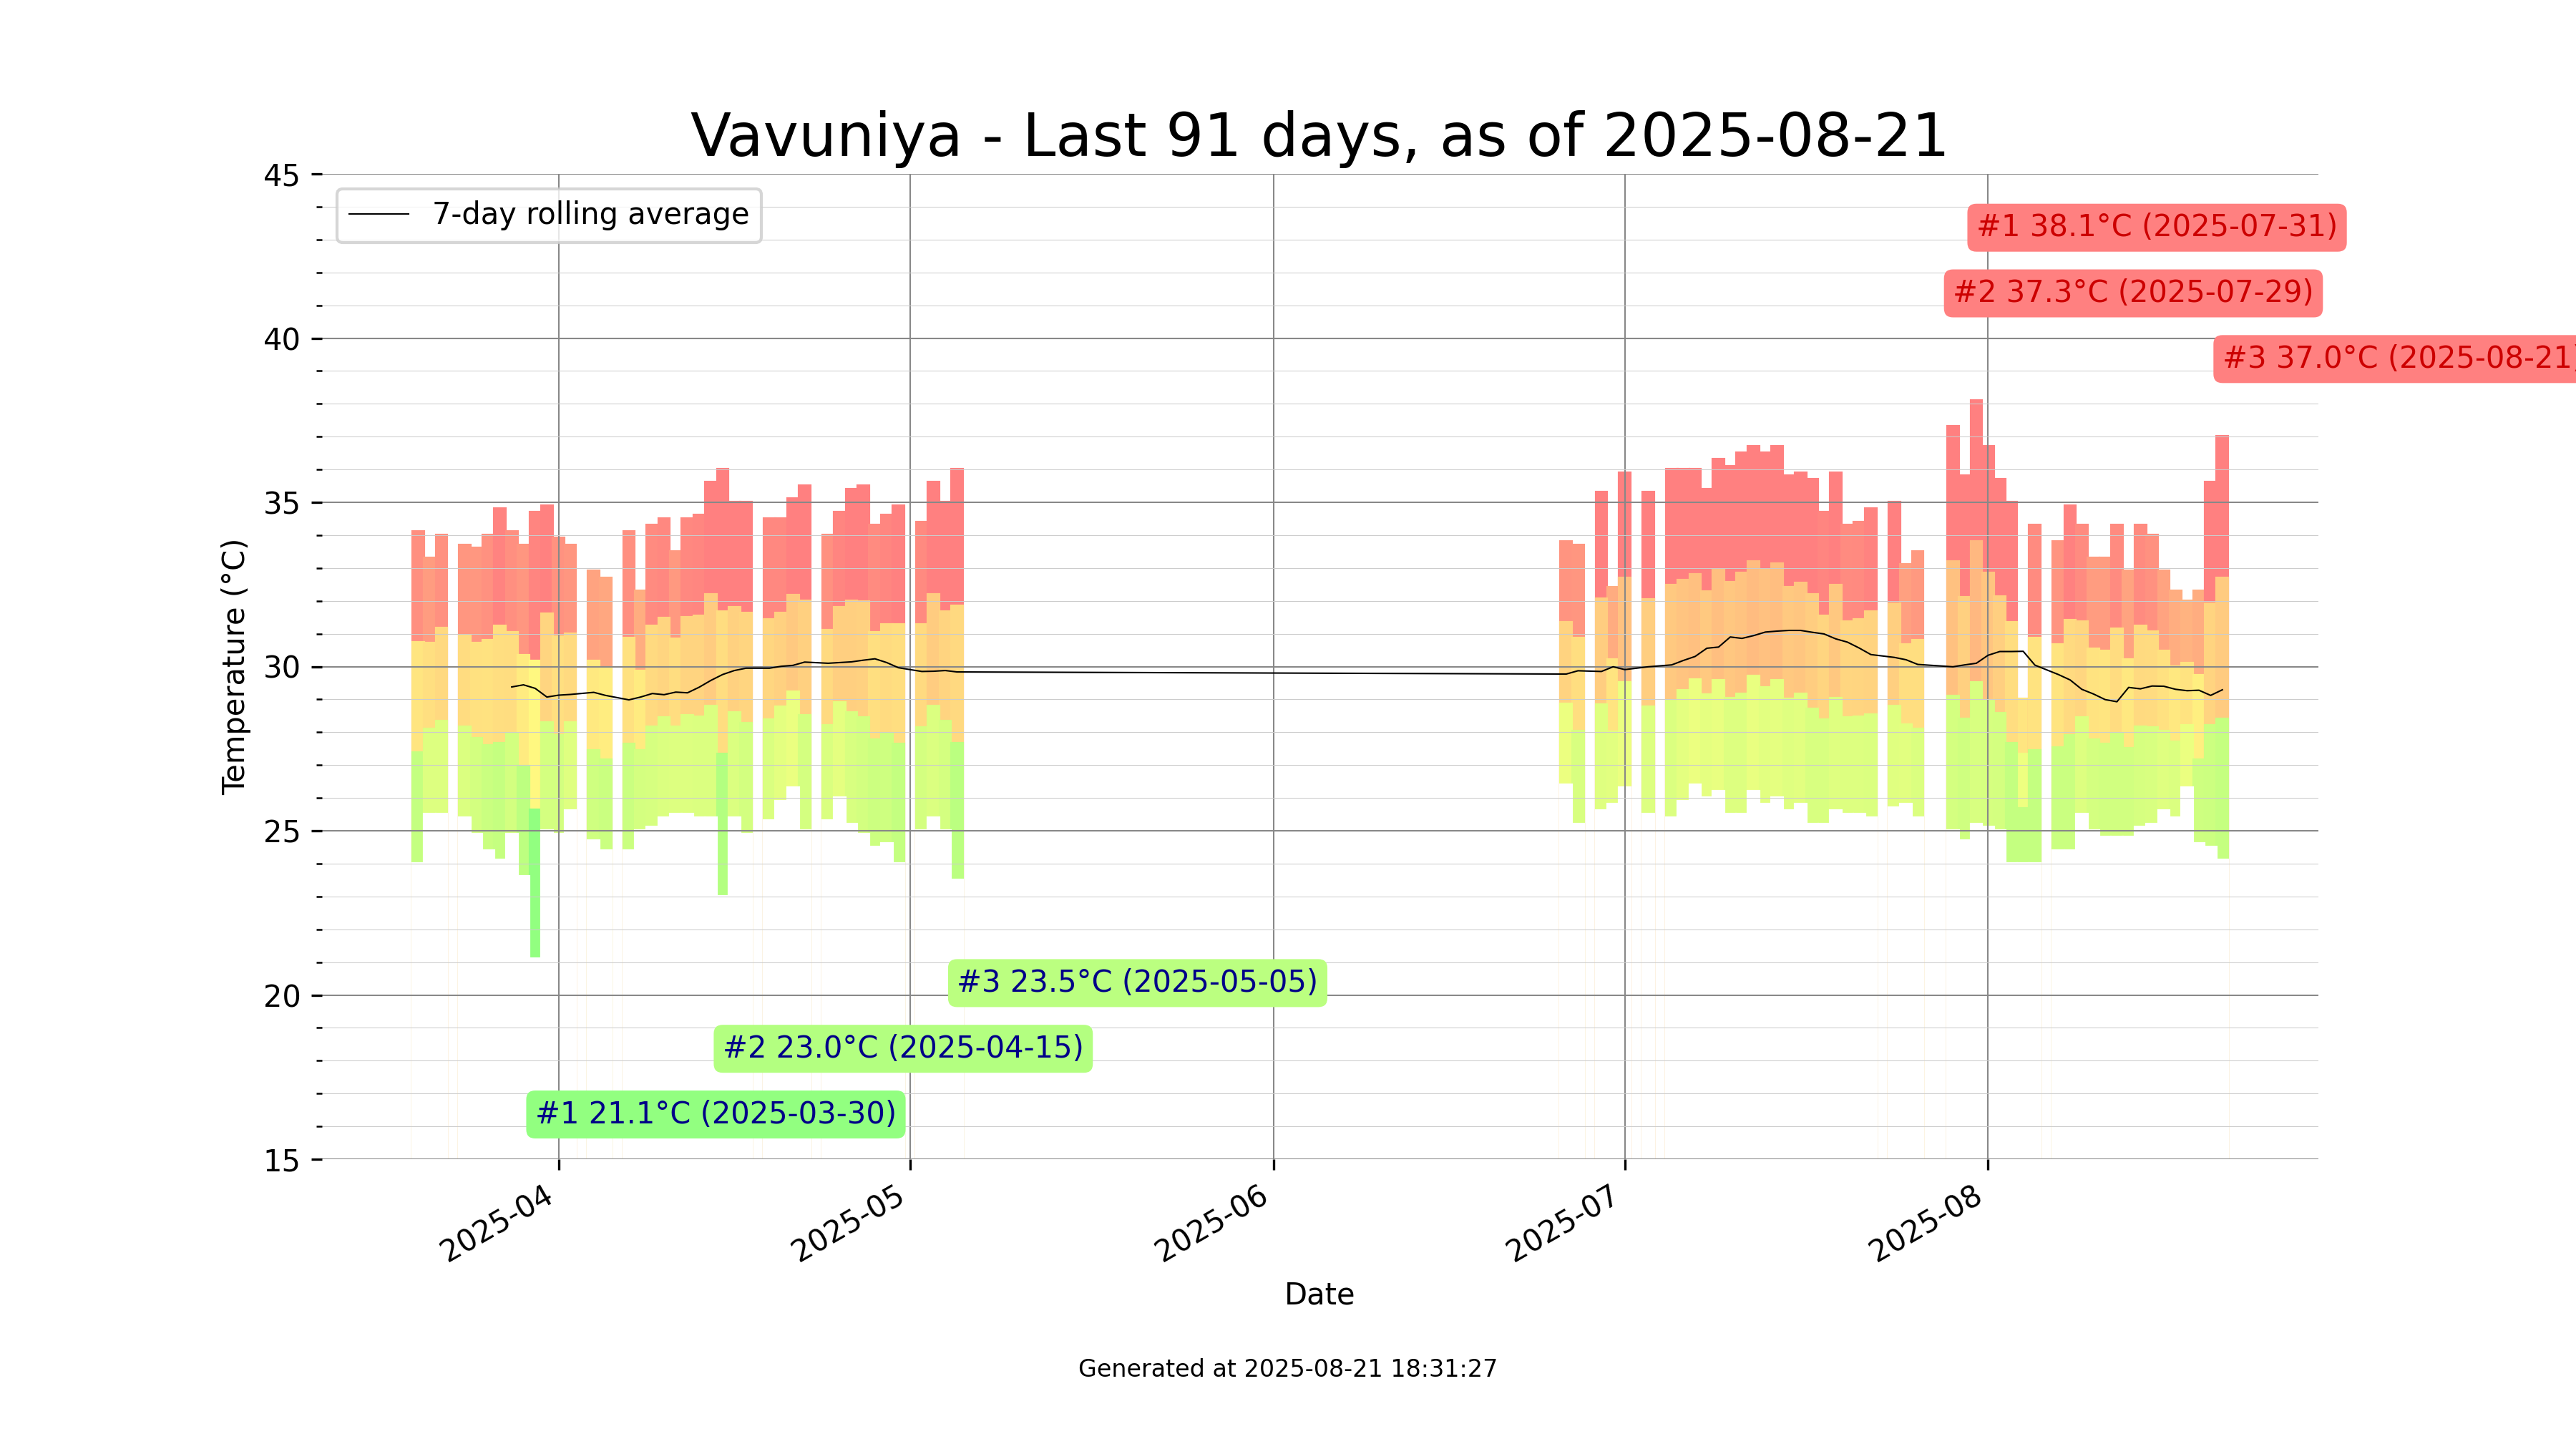 Vavuniya - Last 91 days, as of 2025-08-21
7-day rolling average
#1 38.1°C (2025-07-31)
#2 37.3°C (2025-07-29)
#3 37.0°C (2025-08-21)
45
40
35
30
25
20
15
Temperature (°C)
#3 23.5°C (2025-05-05)
#2 23.0°C (2025-04-15)
#1 21.1°C (2025-03-30)
2025-04
2025-05
2025-06
2025-07
2025-08
Date
Generated at 2025-08-21 18:31:27